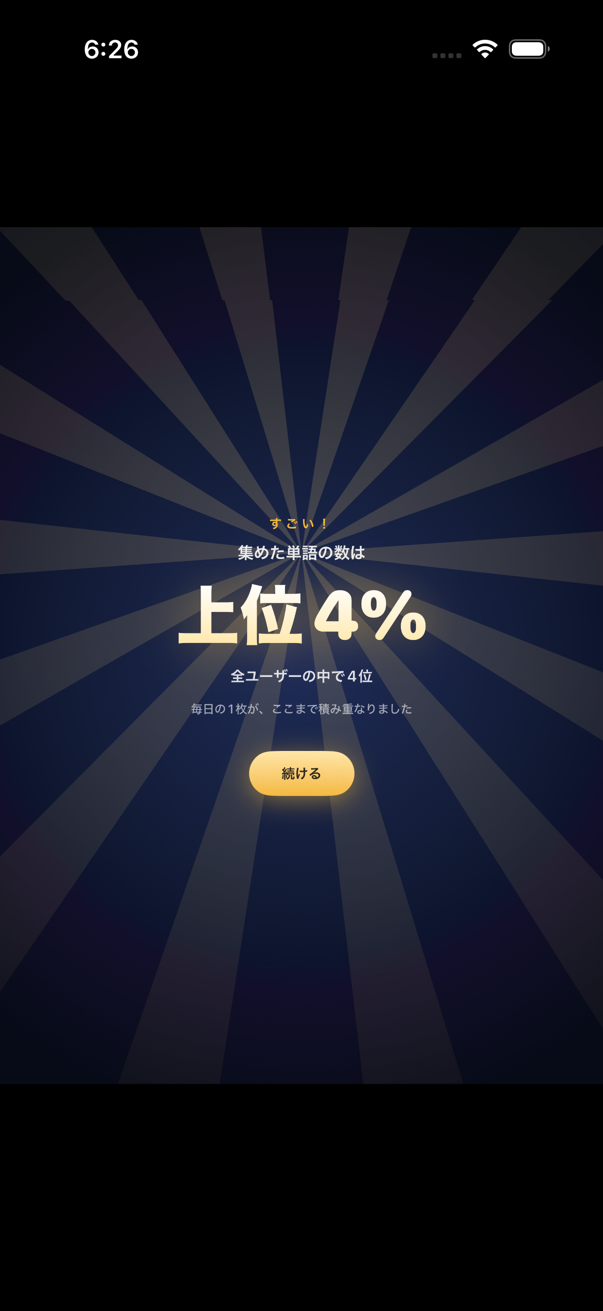 6:26
すごい！
集めた単語の数は
上位 4%
全ユーザーの中で4位
毎日の1枚が、ここまで積み重なりました
続ける